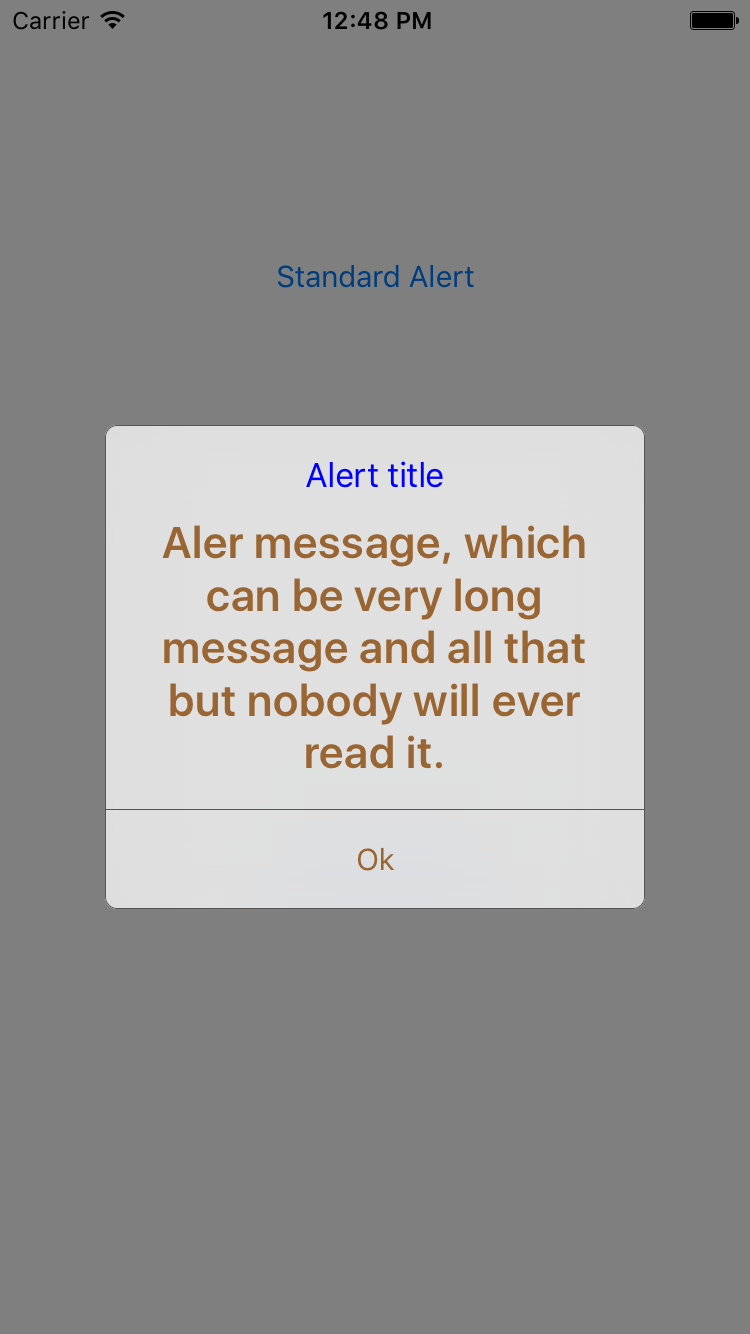 Carrier 12:48 PM
Standard Alert
Alert title
Aler message, which
can be very long
message and all that
but nobody will ever
read it.
Ok